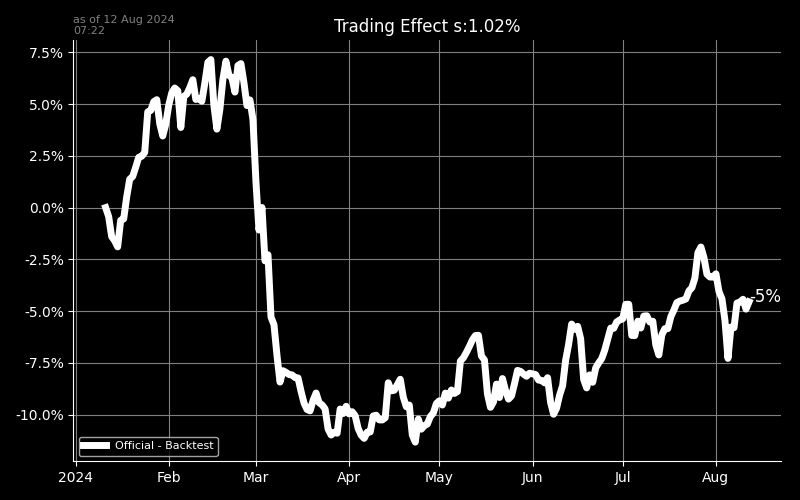 as of 12 Aug 2024
07:22
Trading Effect s:1.02%
7.5%
5.0%
2.5%
0.0%
-2.5%
-5.0%
-7.5%
-10.0%
-5%
Official - Backtest
2024 Feb Mar Apr May Jun Jul Aug